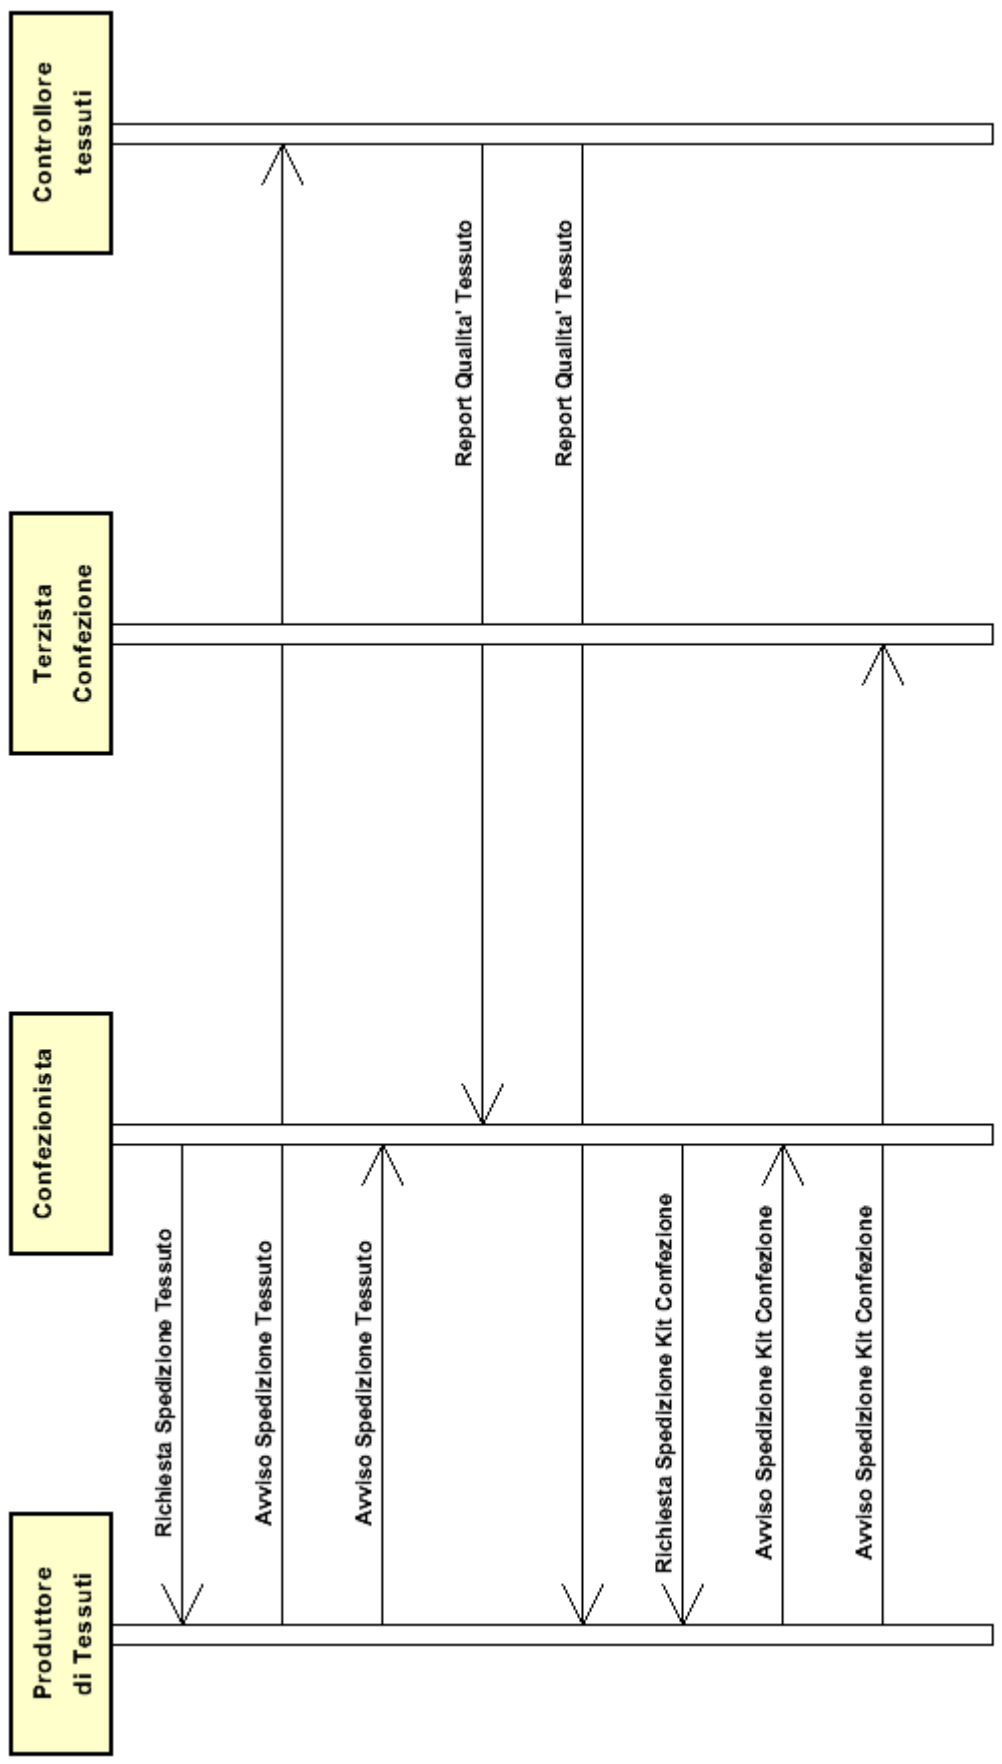 Produttore
di Tessuti
Confezionista
Terzista
Confezione
Controllore
tessuti
Richiesta Spedizione Tessuto
Avviso Spedizione Tessuto
Avviso Spedizione Tessuto
Report Qualita' Tessuto
Report Qualita' Tessuto
Richiesta Spedizione Kit Confezione
Avviso Spedizione Kit Confezione
Avviso Spedizione Kit Confezione